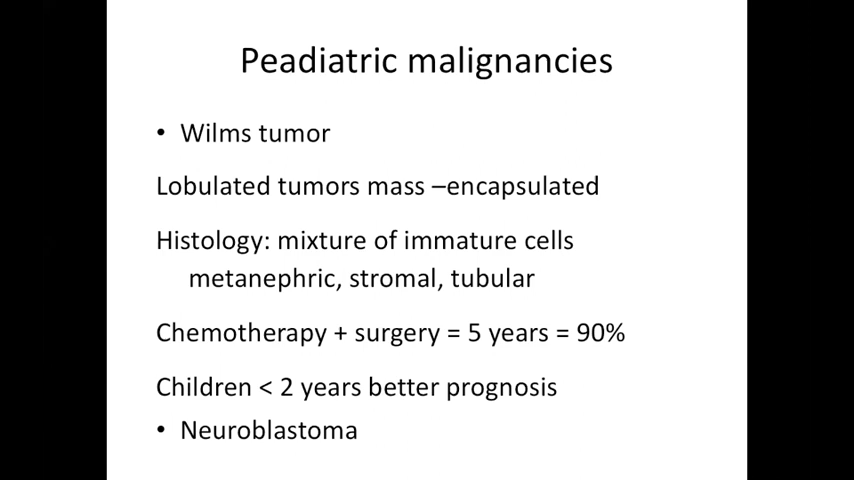 Peadiatric malignancies
• Wilms tumor
Lobulated tumors mass –encapsulated
Histology: mixture of immature cells
metanephric, stromal, tubular
Chemotherapy + surgery = 5 years = 90%
Children < 2 years better prognosis
• Neuroblastoma